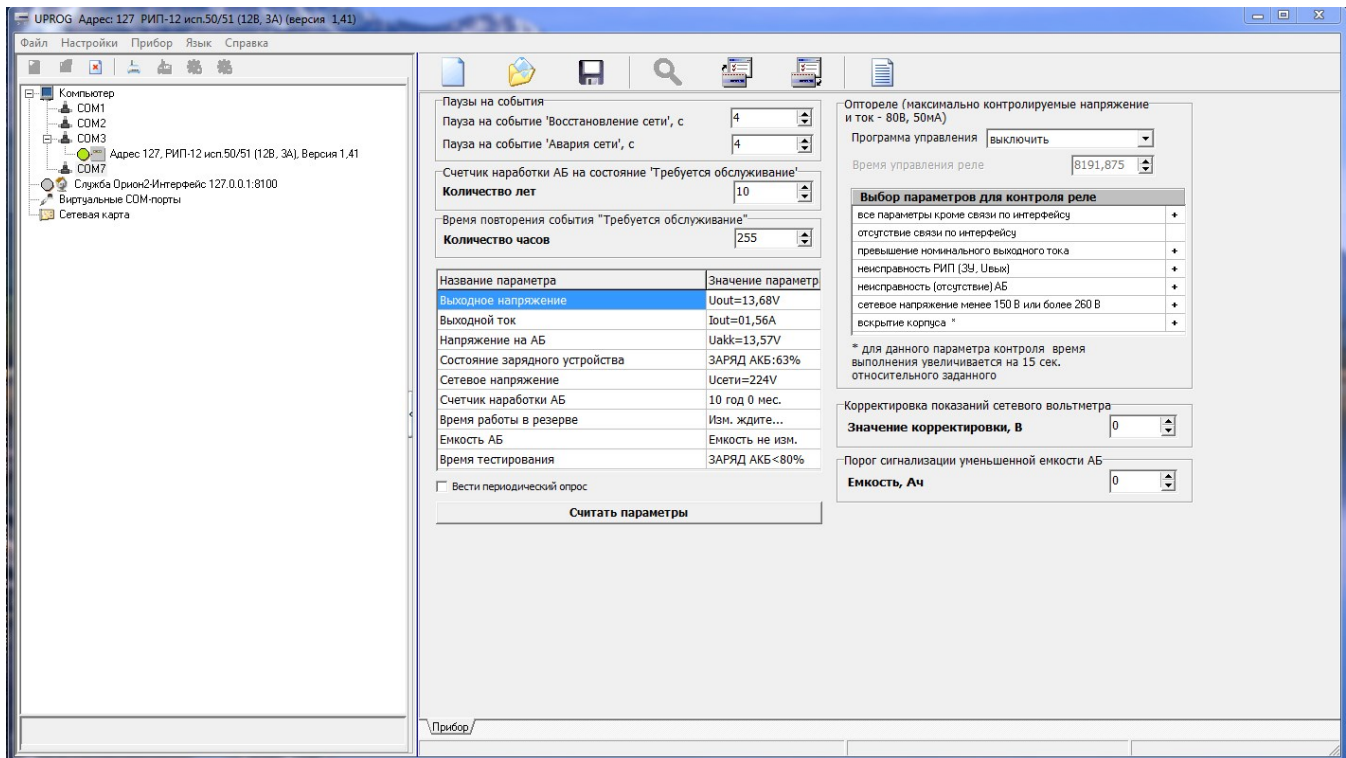 UPROG Адрес: 127 РИП-12 исп.50/51 (12В, 3А) (версия 1,41)
Файл Настройки Прибор Язык Справка
Компьютер
COM1
COM2
COM3
Адрес 127, РИП-12 исп.50/51 (12В, 3А), Версия 1,41
COM7
Служба Орион2-Интерфейс 127.0.0.1:8100
Виртуальные COM-порты
Сетевая карта
Паузы на события
Пауза на событие 'Восстановление сети', с 4
Пауза на событие 'Авария сети', с 4
Счетчик наработки АБ на состояние 'Требуется обслуживание'
Количество лет 10
Время повторения события "Требуется обслуживание"
Количество часов 255
Название параметра Значение параметр
Выходное напряжение Uout=13,68V
Выходной ток Iout=01,56A
Напряжение на АБ Uakk=13,57V
Состояние зарядного устройства ЗАРЯД АКБ:63%
Сетевое напряжение Uсети=224V
Счетчик наработки АБ 10 год 0 мес.
Время работы в резерве Изм. ждите...
Емкость АБ Емкость не изм.
Время тестирования ЗАРЯД АКБ<80%
Вести периодический опрос
Считать параметры
Оптореле (максимально контролируемые напряжение
и ток - 80В, 50мА)
Программа управления выключить
Время управления реле 8191,875
Выбор параметров для контроля реле
все параметры кроме связи по интерфейсу +
отсутствие связи по интерфейсу
превышение номинального выходного тока +
неисправность РИП (ЗУ, Uвых) +
неисправность (отсутствие) АБ +
сетевое напряжение менее 150 В или более 260 В +
вскрытие корпуса * +
* для данного параметра контроля время
выполнения увеличивается на 15 сек.
относительного заданного
Корректировка показаний сетевого вольтметра
Значение корректировки, В 0
Порог сигнализации уменьшенной емкости АБ
Емкость, Ач 0
Прибор